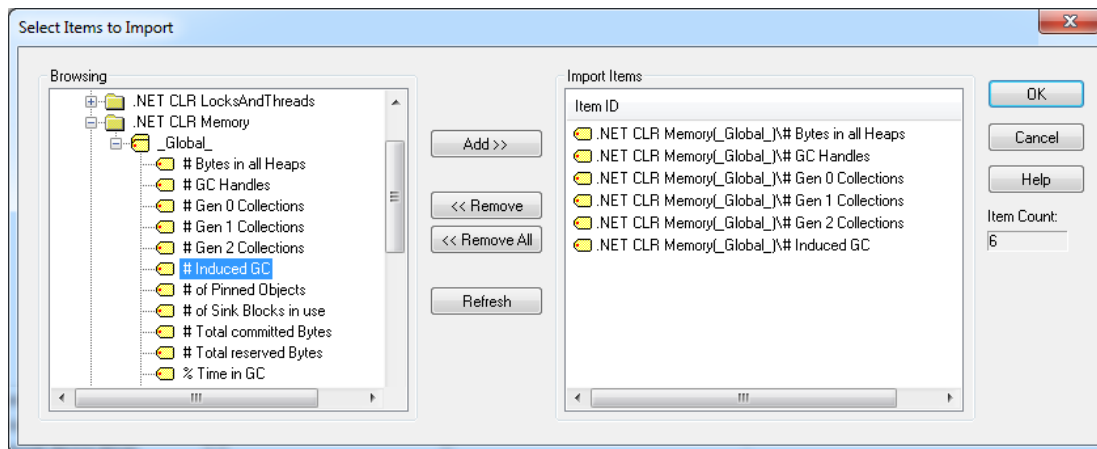 Select Items to Import
Browsing
.NET CLR LocksAndThreads
.NET CLR Memory
_Global_
# Bytes in all Heaps
# GC Handles
# Gen 0 Collections
# Gen 1 Collections
# Gen 2 Collections
# Induced GC
# of Pinned Objects
# of Sink Blocks in use
# Total committed Bytes
# Total reserved Bytes
% Time in GC
Add >>
<< Remove
<< Remove All
Refresh
Import Items
Item ID
.NET CLR Memory(_Global_)\# Bytes in all Heaps
.NET CLR Memory(_Global_)\# GC Handles
.NET CLR Memory(_Global_)\# Gen 0 Collections
.NET CLR Memory(_Global_)\# Gen 1 Collections
.NET CLR Memory(_Global_)\# Gen 2 Collections
.NET CLR Memory(_Global_)\# Induced GC
OK
Cancel
Help
Item Count:
6